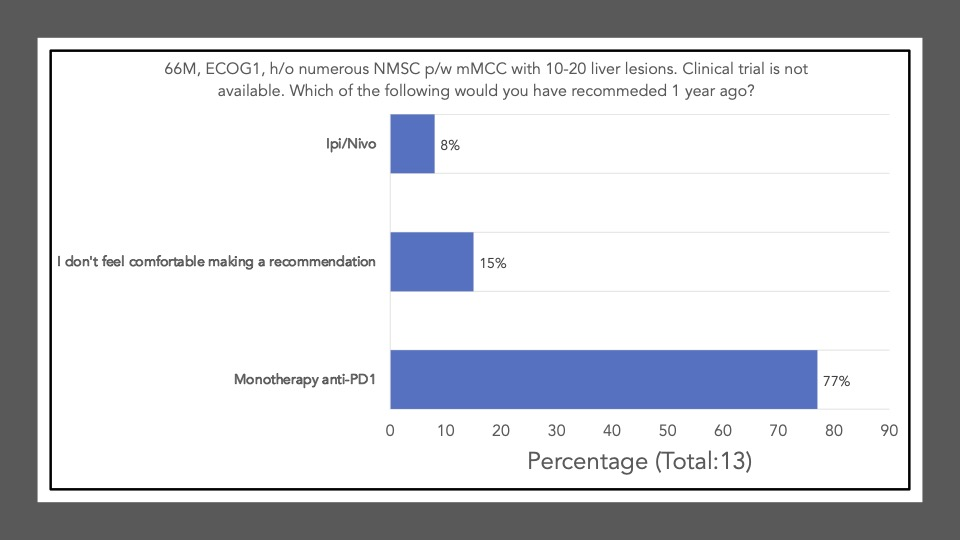 66M, ECOG1, h/o numerous NMSC p/w mMCC with 10-20 liver lesions. Clinical trial is not
available. Which of the following would you have recommeded 1 year ago?
Ipi/Nivo
8%
I don't feel comfortable making a recommendation
15%
Monotherapy anti-PD1
77%
0 10 20 30 40 50 60 70 80 90
Percentage (Total:13)